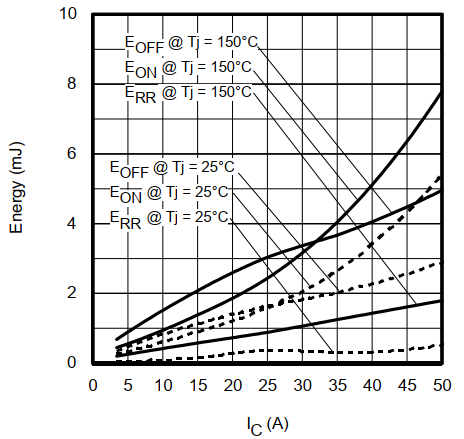 10
8
6
4
2
0
Energy (mJ)
EOFF @ Tj = 150°C
EON @ Tj = 150°C
ERR @ Tj = 150°C
EOFF @ Tj = 25°C
EON @ Tj = 25°C
ERR @ Tj = 25°C
0 5 10 15 20 25 30 35 40 45 50
IC (A)